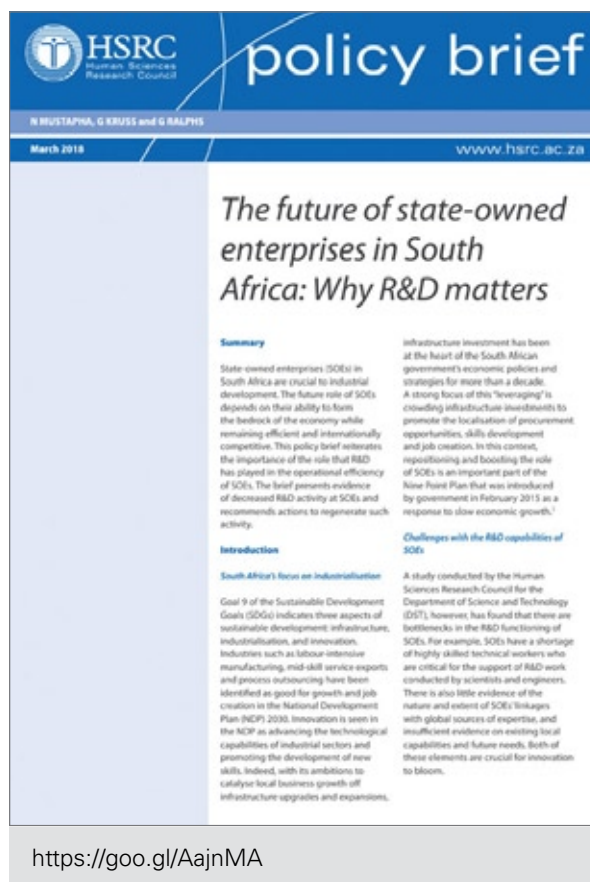 HSRC
Human Sciences
Research Council
policy brief
N MUSTAPHA, G KRUSS and G RALPHS
March 2018
www.hsrc.ac.za
The future of state-owned
enterprises in South
Africa: Why R&D matters
Summary
State-owned enterprises (SOEs) in
South Africa are crucial to industrial
development. The future role of SOEs
depends on their ability to form
the bedrock of the economy while
remaining efficient and internationally
competitive. This policy brief reiterates
the importance of the role that R&D
has played in the operational efficiency
of SOEs. The brief presents evidence
of decreased R&D activity at SOEs and
recommends actions to regenerate such
activity.
Introduction
South Africa's focus on industrialisation
Goal 9 of the Sustainable Development
Goals (SDGs) indicates three aspects of
sustainable development: infrastructure,
industrialisation, and innovation.
Industries such as labour-intensive
manufacturing, mid-skill service exports
and process outsourcing have been
identified as good for growth and job
creation in the National Development
Plan (NDP) 2030. Innovation is seen in
the NDP as advancing the technological
capabilities of industrial sectors and
promoting the development of new
skills. Indeed, with its ambitions to
catalyse local business growth off
infrastructure upgrades and expansions,
infrastructure investment has been
at the heart of the South African
government's economic policies and
strategies for more than a decade.
A strong focus of this "leveraging" is
crowding infrastructure investments to
promote the localisation of procurement
opportunities, skills development
and job creation. In this context,
repositioning and boosting the role
of SOEs is an important part of the
Nine Point Plan that was introduced
by government in February 2015 as a
response to slow economic growth.¹
Challenges with the R&D capabilities of
SOEs
A study conducted by the Human
Sciences Research Council for the
Department of Science and Technology
(DST), however, has found that there are
bottlenecks in the R&D functioning of
SOEs. For example, SOEs have a shortage
of highly skilled technical workers who
are critical for the support of R&D work
conducted by scientists and engineers.
There is also little evidence of the
nature and extent of SOEs' linkages
with global sources of expertise, and
insufficient evidence on existing local
capabilities and future needs. Both of
these elements are crucial for innovation
to bloom.
https://goo.gl/AajnMA